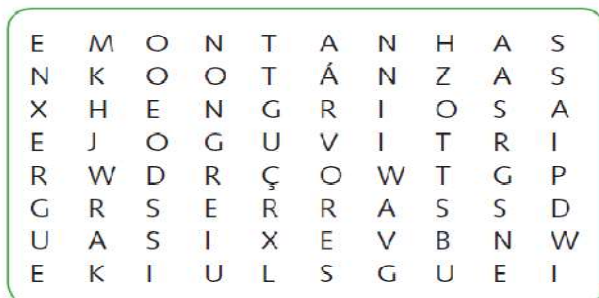 E M O N T A N H A S
N K O O T Á N Z A S
X H E N G R I O S A
E J O G U V I T R I
R W D R Ç O W T G P
G R S E R R A S S D
U A S I X E V B N W
E K I U L S G U E I